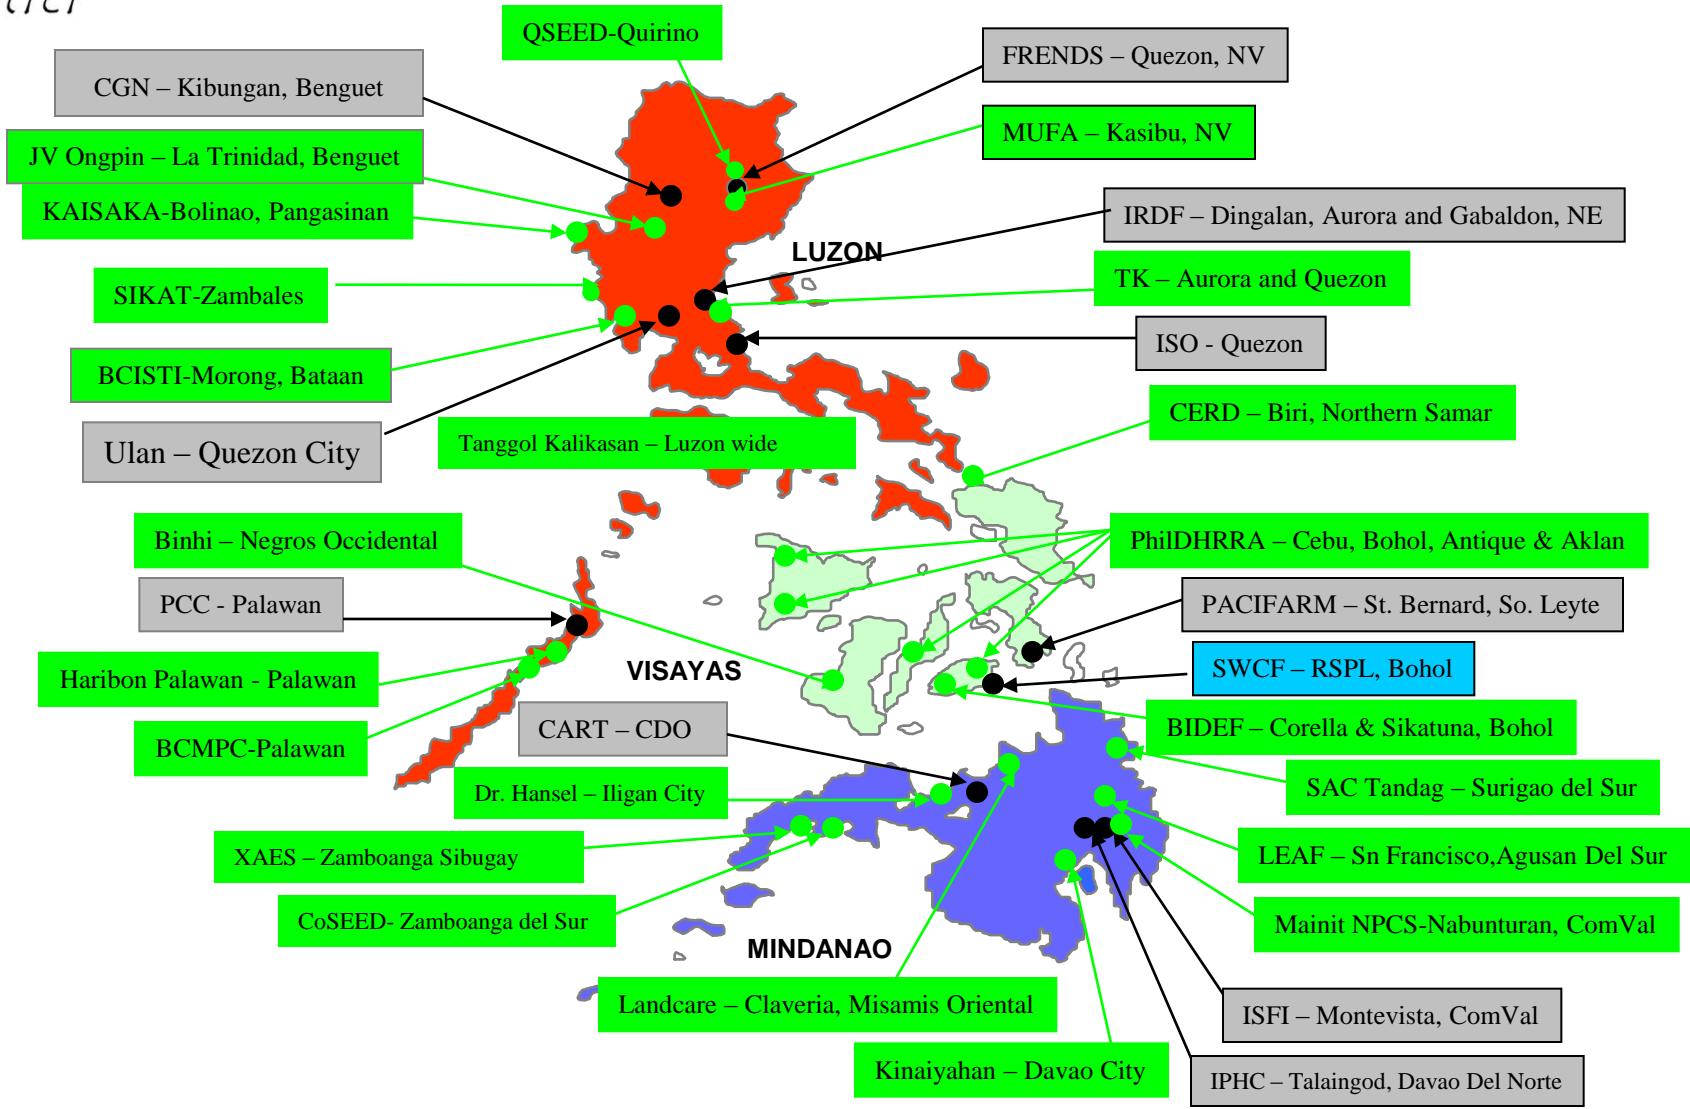 QSEED-Quirino
FRENDS – Quezon, NV
CGN – Kibungan, Benguet
MUFA – Kasibu, NV
JV Ongpin – La Trinidad, Benguet
KAISAKA-Bolinao, Pangasinan
IRDF – Dingalan, Aurora and Gabaldon, NE
LUZON
TK – Aurora and Quezon
SIKAT-Zambales
ISO - Quezon
BCISTI-Morong, Bataan
CERD – Biri, Northern Samar
Ulan – Quezon City
Tanggol Kalikasan – Luzon wide
Binhi – Negros Occidental
PhilDHRRA – Cebu, Bohol, Antique & Aklan
PCC - Palawan
PACIFARM – St. Bernard, So. Leyte
Haribon Palawan - Palawan
VISAYAS
SWCF – RSPL, Bohol
BCMPC-Palawan
CART – CDO
BIDEF – Corella & Sikatuna, Bohol
Dr. Hansel – Iligan City
SAC Tandag – Surigao del Sur
XAES – Zamboanga Sibugay
LEAF – Sn Francisco,Agusan Del Sur
CoSEED- Zamboanga del Sur
Mainit NPCS-Nabunturan, ComVal
MINDANAO
Landcare – Claveria, Misamis Oriental
ISFI – Montevista, ComVal
Kinaiyahan – Davao City
IPHC – Talaingod, Davao Del Norte